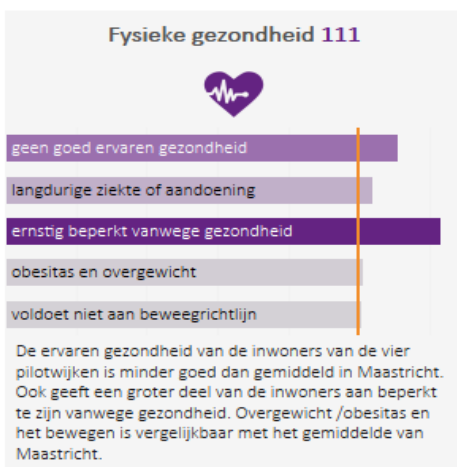 Fysieke gezondheid 111
geen goed ervaren gezondheid
langdurige ziekte of aandoening
ernstig beperkt vanwege gezondheid
obesitas en overgewicht
voldoet niet aan beweegrichtlijn
De ervaren gezondheid van de inwoners van de vier
pilotwijken is minder goed dan gemiddeld in Maastricht.
Ook geeft een groter deel van de inwoners aan beperkt
te zijn vanwege gezondheid. Overgewicht /obesitas en
het bewegen is vergelijkbaar met het gemiddelde van
Maastricht.